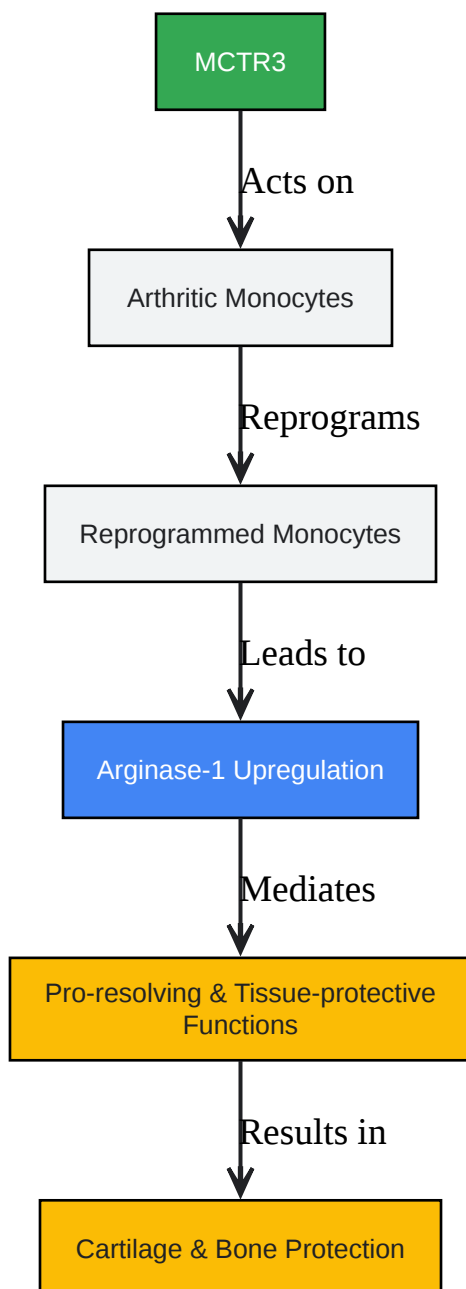 MCTR3
Acts on
Arthritic Monocytes
Reprograms
Reprogrammed Monocytes
Leads to
Arginase-1 Upregulation
Mediates
Pro-resolving & Tissue-protective
Functions
Results in
Cartilage & Bone Protection